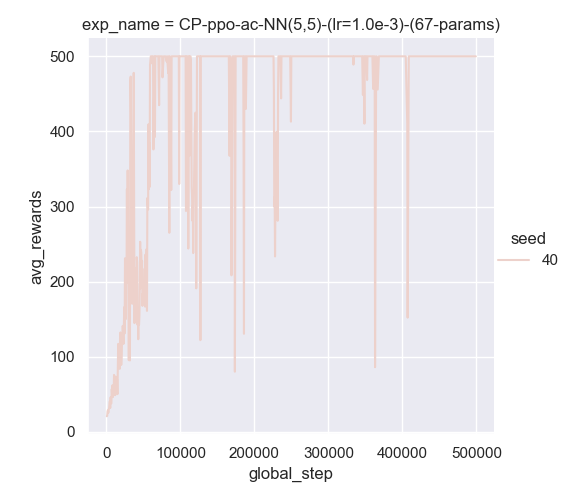 exp_name = CP-ppo-ac-NN(5,5)-(lr=1.0e-3)-(67-params)
500
400
300
200
100
0
avg_rewards
0 100000 200000 300000 400000 500000
global_step
seed
40